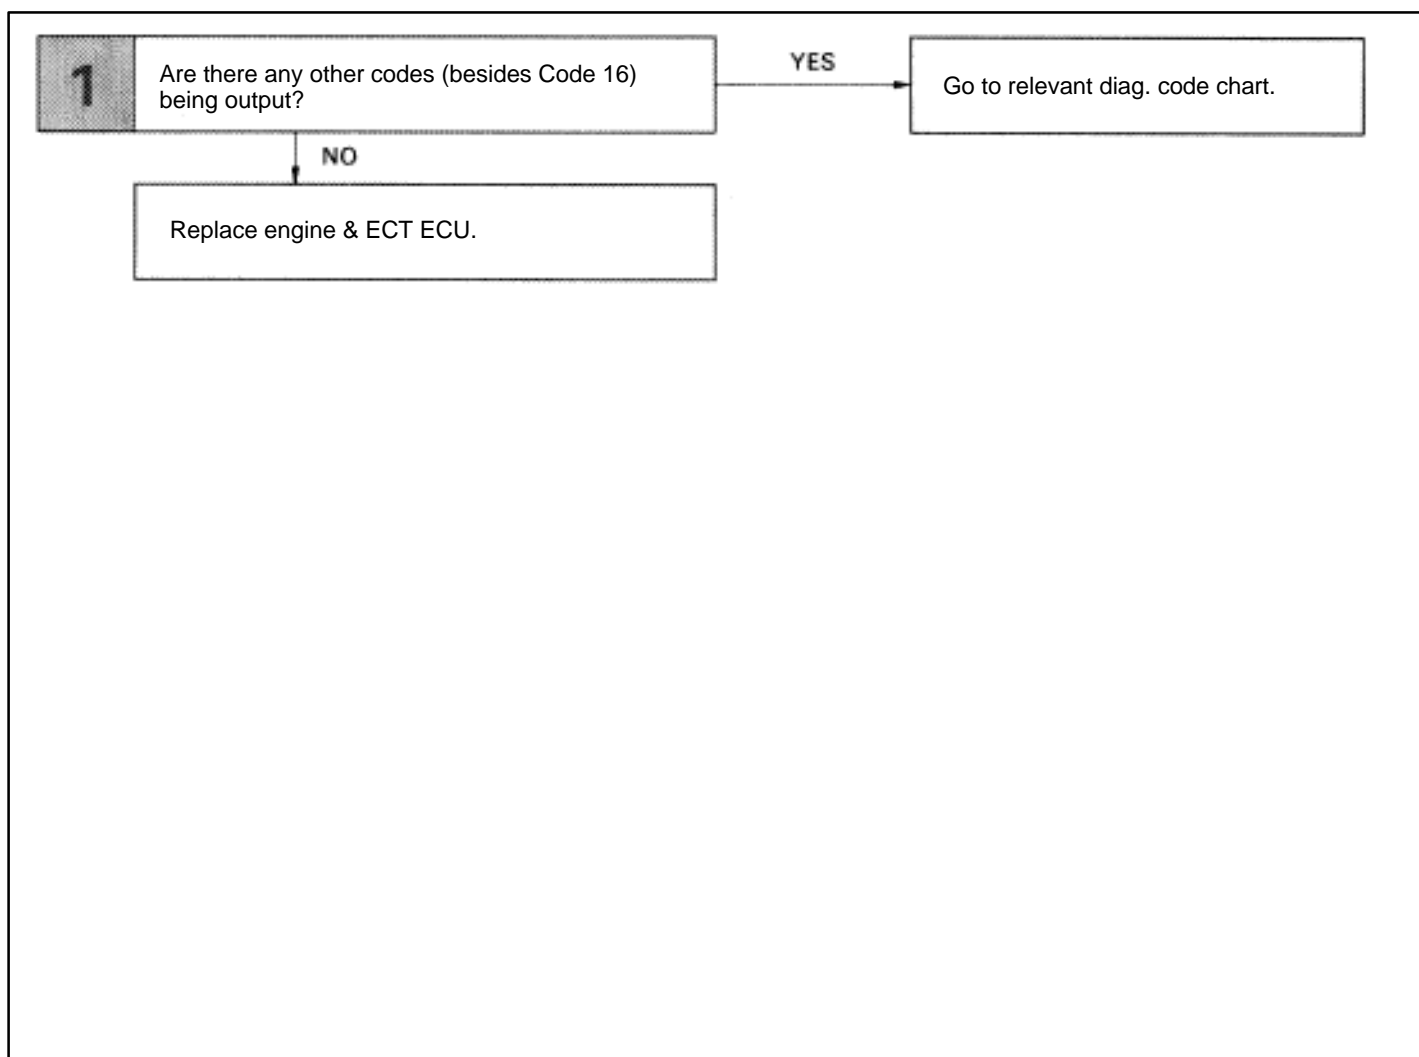 1
Are there any other codes (besides Code 16)
being output?
YES
Go to relevant diag. code chart.
NO
Replace engine & ECT ECU.